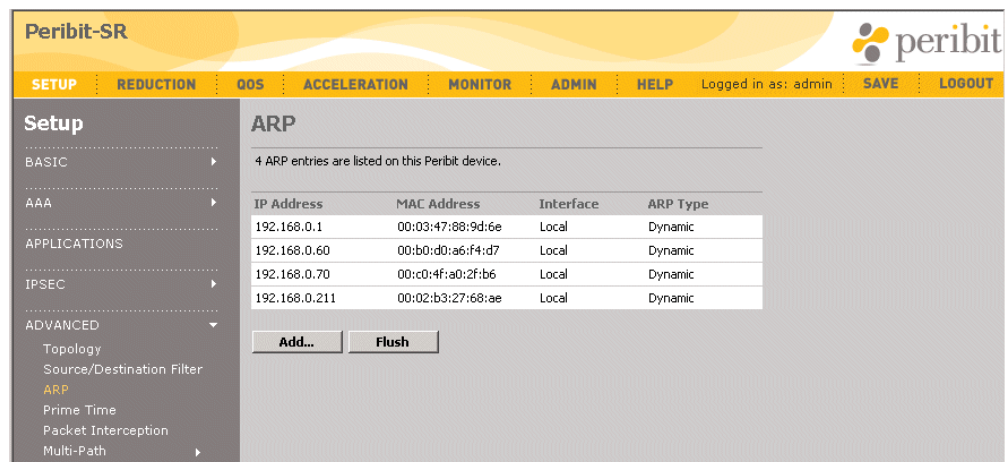 Peribit-SR
peribit
SETUP REDUCTION QOS ACCELERATION MONITOR ADMIN HELP Logged in as: admin SAVE LOGOUT
Setup
BASIC
AAA
APPLICATIONS
IPSEC
ADVANCED
Topology
Source/Destination Filter
ARP
Prime Time
Packet Interception
Multi-Path
ARP
4 ARP entries are listed on this Peribit device.
IP Address MAC Address Interface ARP Type
192.168.0.1 00:03:47:88:9d:6e Local Dynamic
192.168.0.60 00:b0:d0:a6:f4:d7 Local Dynamic
192.168.0.70 00:c0:4f:a0:2f:b6 Local Dynamic
192.168.0.211 00:02:b3:27:68:ae Local Dynamic
Add... Flush